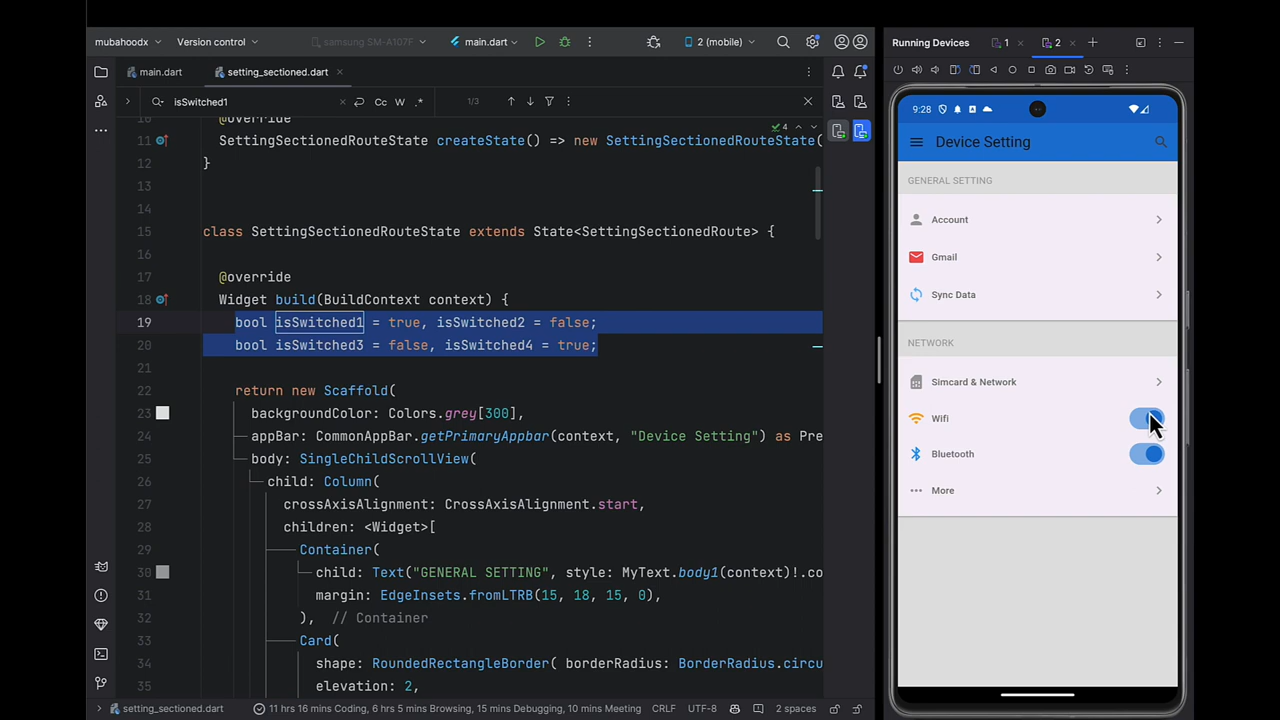 mubahoodx
Version control
samsung SM-A107F
main.dart
2 (mobile)
Running Devices
1
2
main.dart
setting_sectioned.dart
isSwitched1
Cc
W
.*
1/3
4
10
@override
11
SettingSectionedRouteState createState() => new SettingSectionedRouteState(
12
}
13
14
15
class SettingSectionedRouteState extends State<SettingSectionedRoute> {
16
17
@override
18
Widget build(BuildContext context) {
19
bool isSwitched1 = true, isSwitched2 = false;
20
bool isSwitched3 = false, isSwitched4 = true;
21
22
return new Scaffold(
23
backgroundColor: Colors.grey[300],
24
appBar: CommonAppBar.getPrimaryAppbar(context, "Device Setting") as Pre
25
body: SingleChildScrollView(
26
child: Column(
27
crossAxisAlignment: CrossAxisAlignment.start,
28
children: <Widget>[
29
Container(
30
child: Text("GENERAL SETTING", style: MyText.body1(context)!.co
31
margin: EdgeInsets.fromLTRB(15, 18, 15, 0),
32
), // Container
33
Card(
34
shape: RoundedRectangleBorder( borderRadius: BorderRadius.circu
35
elevation: 2,
setting_sectioned.dart
11 hrs 16 mins Coding, 6 hrs 5 mins Browsing, 15 mins Debugging, 10 mins Meeting
CRLF
UTF-8
2 spaces
9:28
Device Setting
GENERAL SETTING
Account
Gmail
Sync Data
NETWORK
Simcard & Network
Wifi
Bluetooth
More